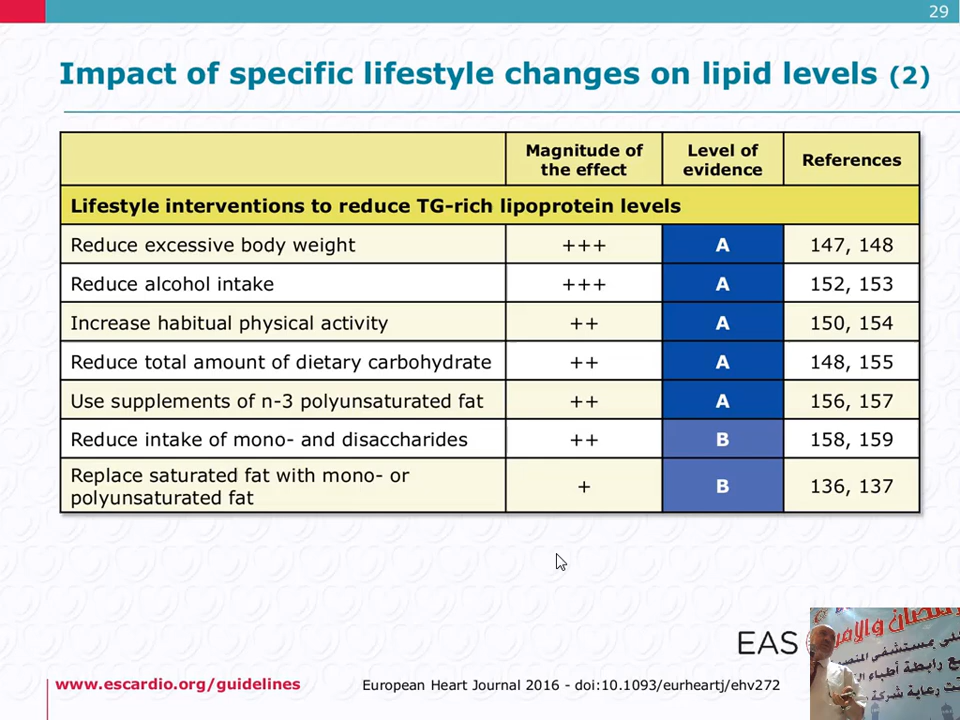 29
Impact of specific lifestyle changes on lipid levels (2)
Magnitude of the effect Level of evidence References
Lifestyle interventions to reduce TG-rich lipoprotein levels
Reduce excessive body weight +++ A 147, 148
Reduce alcohol intake +++ A 152, 153
Increase habitual physical activity ++ A 150, 154
Reduce total amount of dietary carbohydrate ++ A 148, 155
Use supplements of n-3 polyunsaturated fat ++ A 156, 157
Reduce intake of mono- and disaccharides ++ B 158, 159
Replace saturated fat with mono- or
polyunsaturated fat + B 136, 137
EAS
www.escardio.org/guidelines European Heart Journal 2016 - doi:10.1093/eurheartj/ehv272
بمستشفى
رابطة أطباء
رعاية